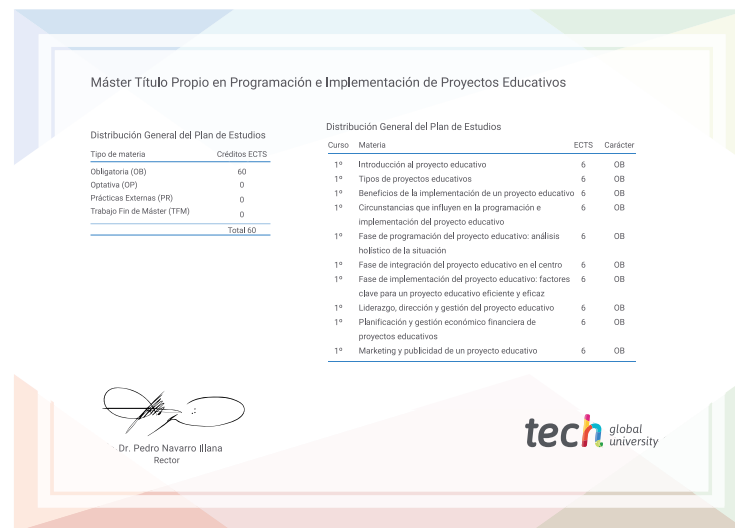 Máster Título Propio en Programación e Implementación de Proyectos Educativos
Distribución General del Plan de Estudios
Tipo de materia Créditos ECTS
Obligatoria (OB) 60
Optativa (OP) 0
Prácticas Externas (PR) 0
Trabajo Fin de Máster (TFM) 0
Total 60
Distribución General del Plan de Estudios
Curso Materia ECTS Carácter
1º Introducción al proyecto educativo 6 OB
1º Tipos de proyectos educativos 6 OB
1º Beneficios de la implementación de un proyecto educativo 6 OB
1º Circunstancias que influyen en la programación e 6 OB
implementación del proyecto educativo
1º Fase de programación del proyecto educativo: análisis 6 OB
holístico de la situación
1º Fase de integración del proyecto educativo en el centro 6 OB
1º Fase de implementación del proyecto educativo: factores 6 OB
clave para un proyecto educativo eficiente y eficaz
1º Liderazgo, dirección y gestión del proyecto educativo 6 OB
1º Planificación y gestión económico financiera de 6 OB
proyectos educativos
1º Marketing y publicidad de un proyecto educativo 6 OB
Dr. Pedro Navarro Illana
Rector
tech global
university